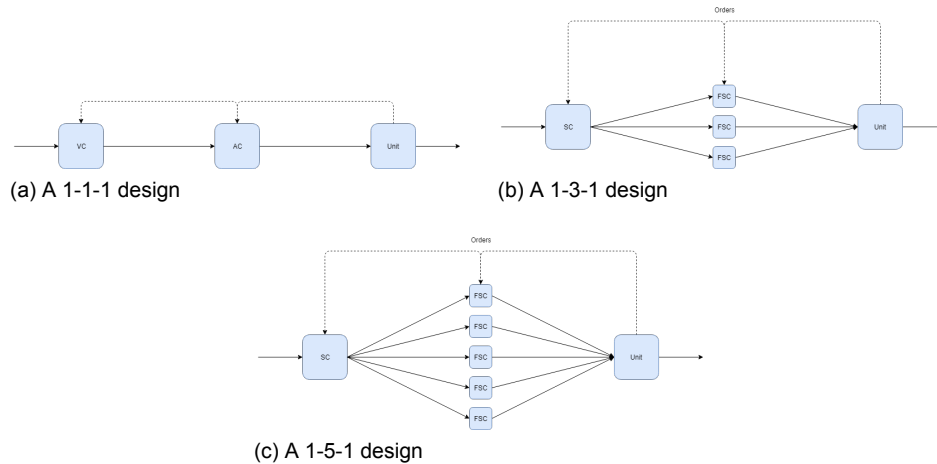 Orders
VC
AC
Unit
SC
FSC
FSC
FSC
Unit
(a) A 1-1-1 design
(b) A 1-3-1 design
Orders
SC
FSC
FSC
FSC
FSC
FSC
Unit
(c) A 1-5-1 design